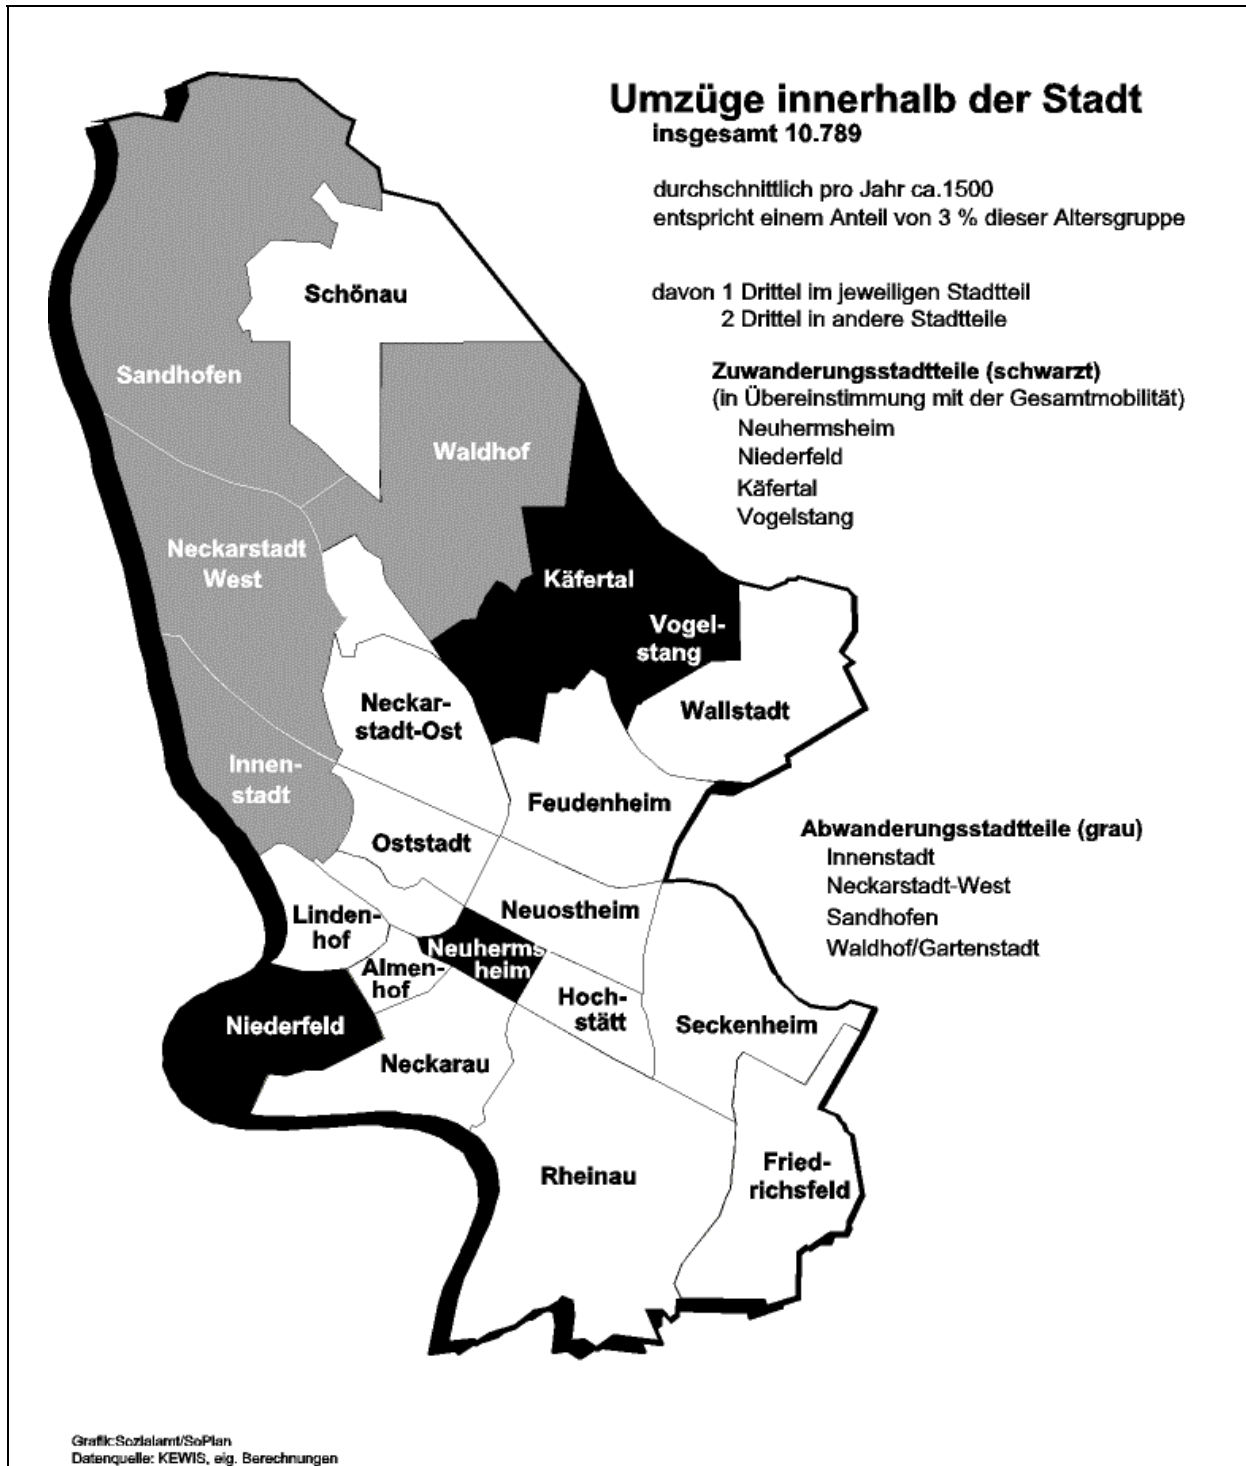 Umzüge innerhalb der Stadt
insgesamt 10.789
durchschnittlich pro Jahr ca.1500
entspricht einem Anteil von 3 % dieser Altersgruppe
davon 1 Drittel im jeweiligen Stadtteil
2 Drittel in andere Stadtteile
Zuwanderungsstadtteile (schwarzt)
(in Übereinstimmung mit der Gesamtmobilität)
Neuhermsheim
Niederfeld
Käfertal
Vogelstang
Schönau
Sandhofen
Waldhof
Neckarstadt
West
Käfertal
Vogel-
stang
Wallstadt
Neckar-
stadt-Ost
Innen-
stadt
Feudenheim
Oststadt
Abwanderungsstadtteile (grau)
Innenstadt
Neckarstadt-West
Sandhofen
Waldhof/Gartenstadt
Linden-
hof
Neuostheim
Neuherms
heim
Almen-
hof
Hoch-
stätt
Niederfeld
Seckenheim
Neckarau
Rheinau
Fried-
richsfeld
Grafik:Sozialamt/SoPlan
Datenquelle: KEWIS, eig. Berechnungen